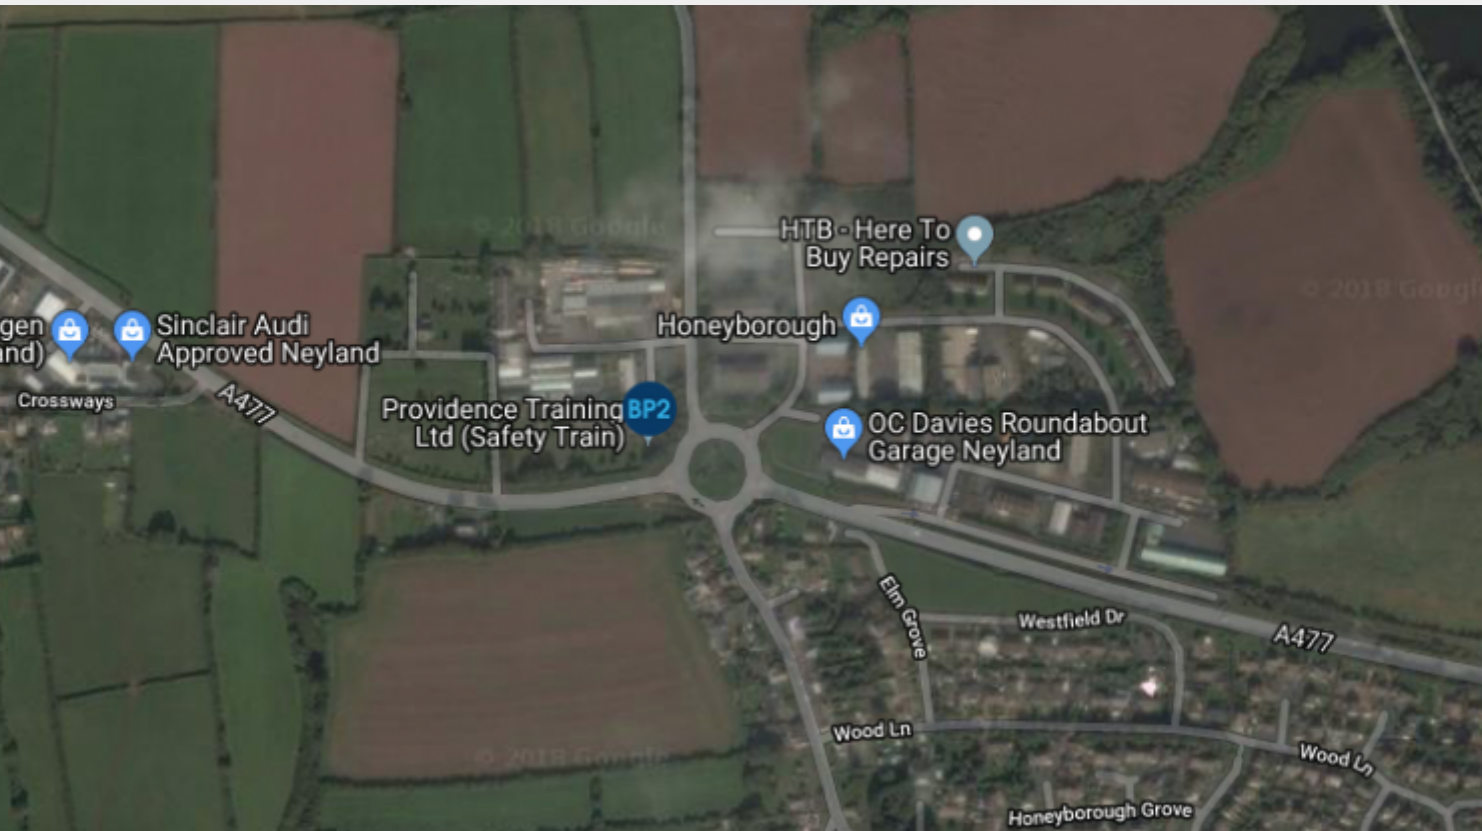 © 2018 Google
HTB - Here To
Buy Repairs
© 2018 Google
Honeyborough
gen
and)
Sinclair Audi
Approved Neyland
Crossways
A477
Providence Training
Ltd (Safety Train)
BP2
OC Davies Roundabout
Garage Neyland
Elm Grove
Westfield Dr
A477
Wood Ln
Wood Ln
© 2018 Google
Honeyborough Grove